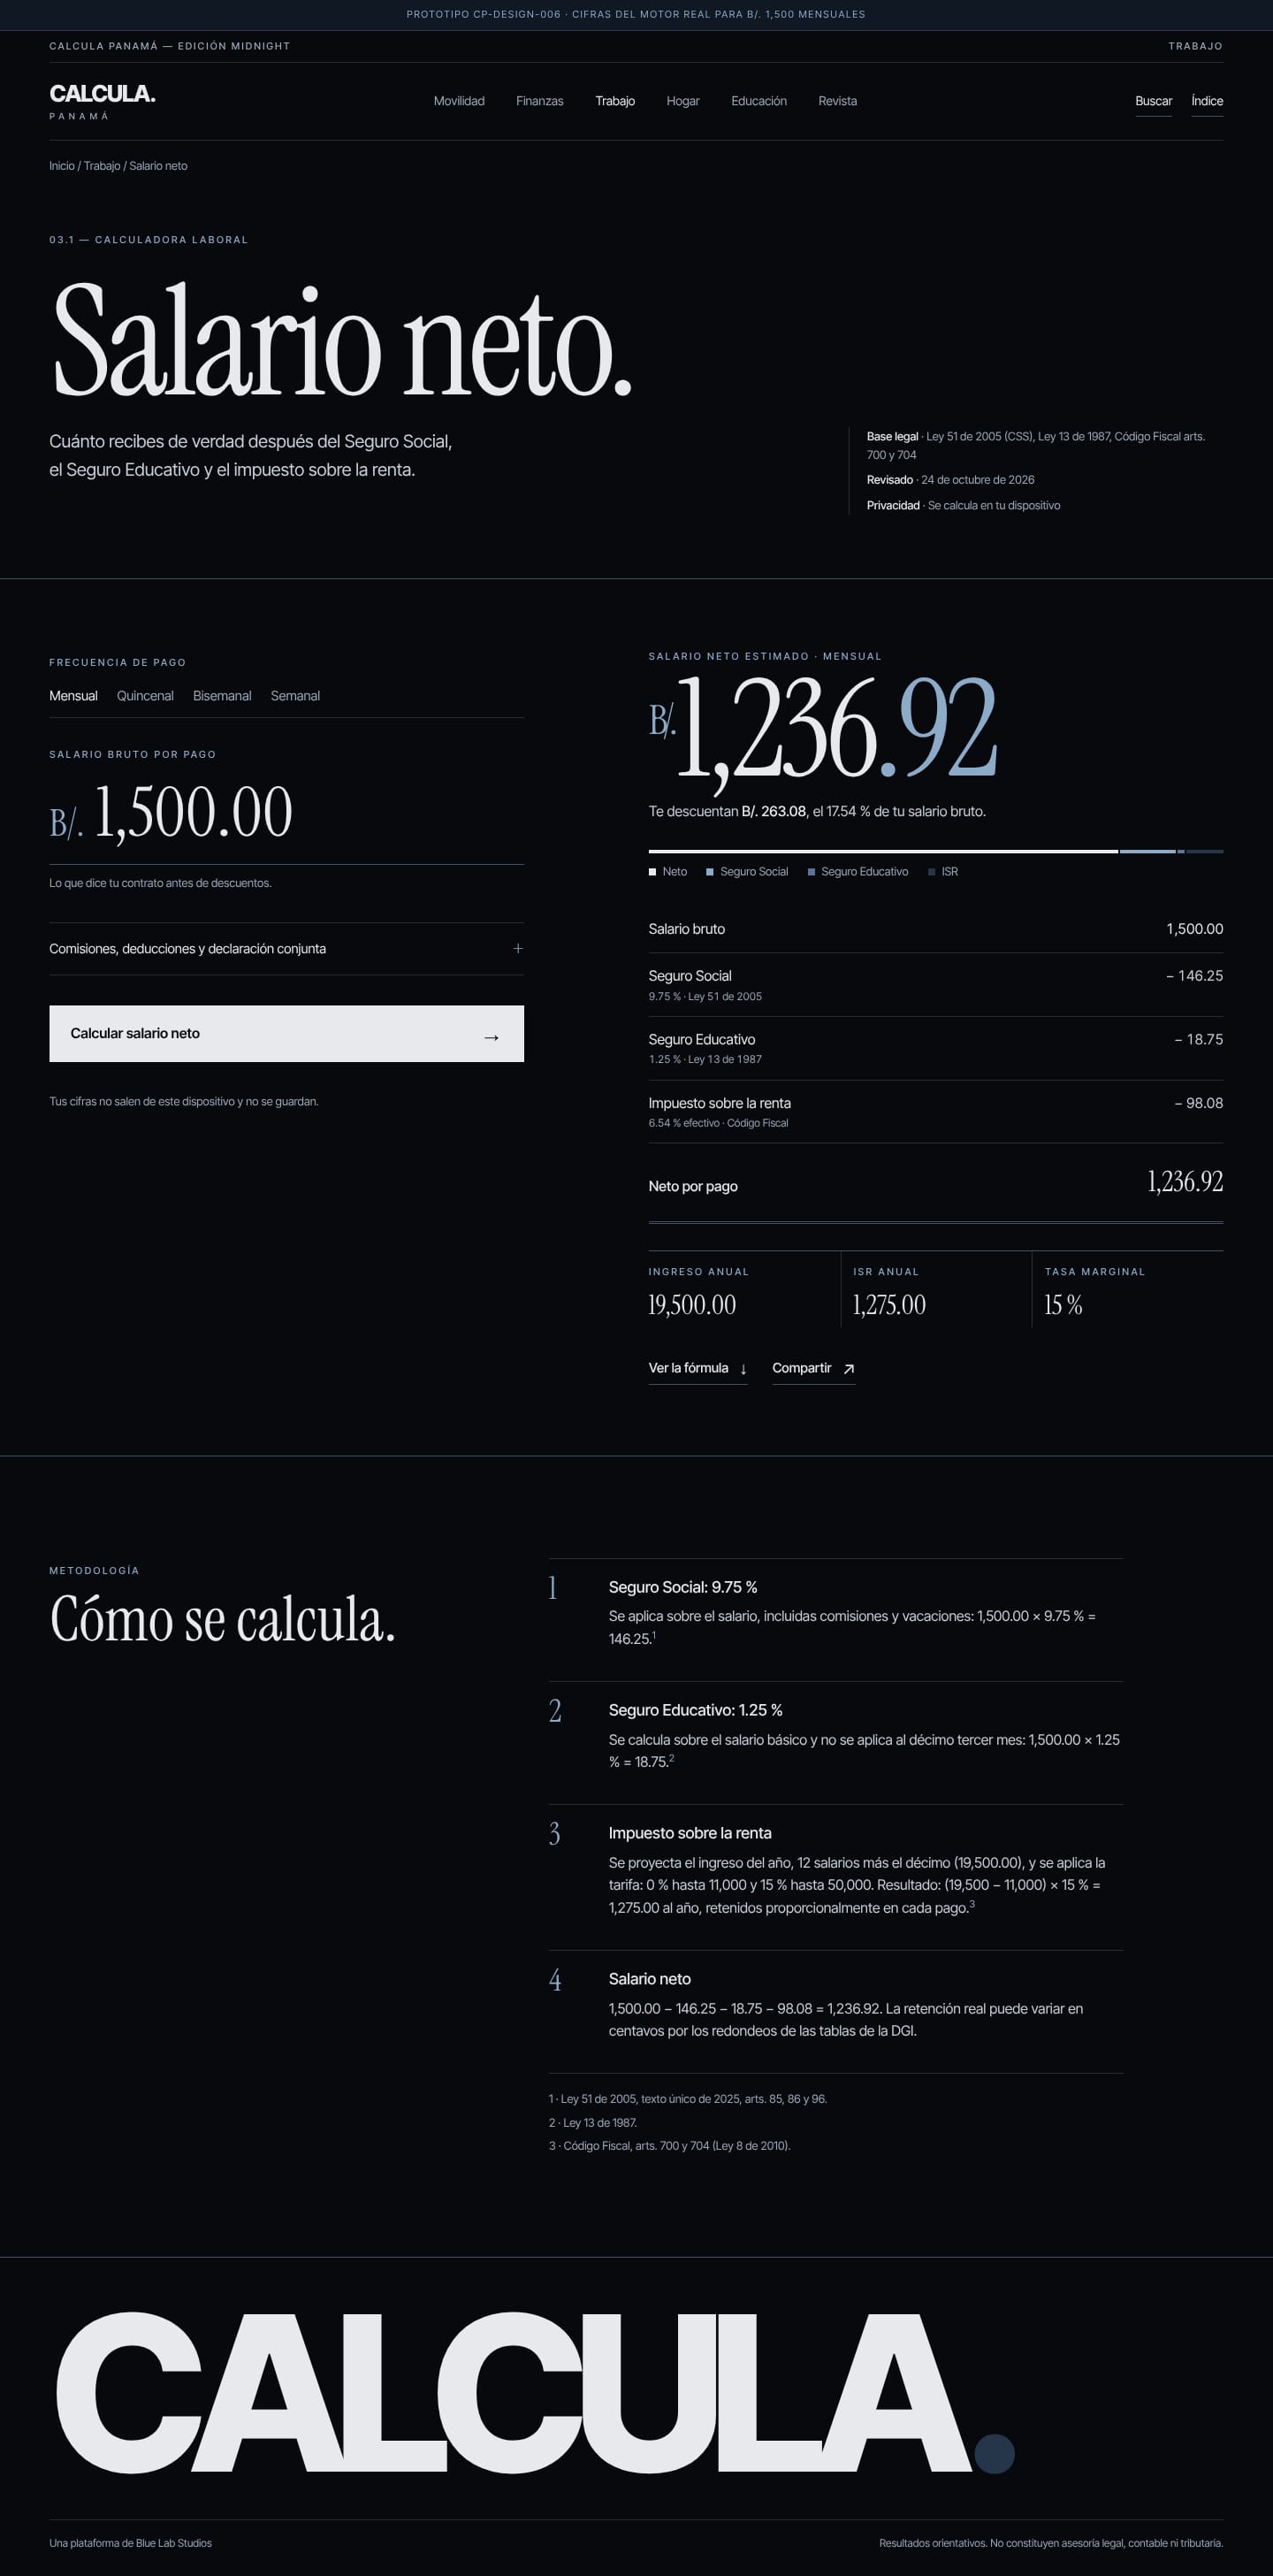 PROTOTIPO CP-DESIGN-006 · CIFRAS DEL MOTOR REAL PARA B/. 1,500 MENSUALES
CALCULA PANAMÁ — EDICIÓN MIDNIGHT
TRABAJO
CALCULA.
PANAMÁ
Movilidad Finanzas Trabajo Hogar Educación Revista
Buscar Índice
Inicio / Trabajo / Salario neto
03.1 — CALCULADORA LABORAL
Salario neto.
Cuánto recibes de verdad después del Seguro Social,
el Seguro Educativo y el impuesto sobre la renta.
Base legal · Ley 51 de 2005 (CSS), Ley 13 de 1987, Código Fiscal arts.
700 y 704
Revisado · 24 de octubre de 2026
Privacidad · Se calcula en tu dispositivo
FRECUENCIA DE PAGO
Mensual Quincenal Bisemanal Semanal
SALARIO BRUTO POR PAGO
B/. 1,500.00
Lo que dice tu contrato antes de descuentos.
Comisiones, deducciones y declaración conjunta +
Calcular salario neto →
Tus cifras no salen de este dispositivo y no se guardan.
SALARIO NETO ESTIMADO · MENSUAL
B/.1,236.92
Te descuentan B/. 263.08, el 17.54 % de tu salario bruto.
Neto Seguro Social Seguro Educativo ISR
Salario bruto 1,500.00
Seguro Social − 146.25
9.75 % · Ley 51 de 2005
Seguro Educativo − 18.75
1.25 % · Ley 13 de 1987
Impuesto sobre la renta − 98.08
6.54 % efectivo · Código Fiscal
Neto por pago 1,236.92
INGRESO ANUAL ISR ANUAL TASA MARGINAL
19,500.00 1,275.00 15 %
Ver la fórmula ↓ Compartir ↗
METODOLOGÍA
Cómo se calcula.
1 Seguro Social: 9.75 %
Se aplica sobre el salario, incluidas comisiones y vacaciones: 1,500.00 × 9.75 % =
146.25.¹
2 Seguro Educativo: 1.25 %
Se calcula sobre el salario básico y no se aplica al décimo tercer mes: 1,500.00 × 1.25
% = 18.75.²
3 Impuesto sobre la renta
Se proyecta el ingreso del año, 12 salarios más el décimo (19,500.00), y se aplica la
tarifa: 0 % hasta 11,000 y 15 % hasta 50,000. Resultado: (19,500 − 11,000) × 15 % =
1,275.00 al año, retenidos proporcionalmente en cada pago.³
4 Salario neto
1,500.00 − 146.25 − 18.75 − 98.08 = 1,236.92. La retención real puede variar en
centavos por los redondeos de las tablas de la DGI.
1 · Ley 51 de 2005, texto único de 2025, arts. 85, 86 y 96.
2 · Ley 13 de 1987.
3 · Código Fiscal, arts. 700 y 704 (Ley 8 de 2010).
CALCULA.
Una plataforma de Blue Lab Studios
Resultados orientativos. No constituyen asesoría legal, contable ni tributaria.